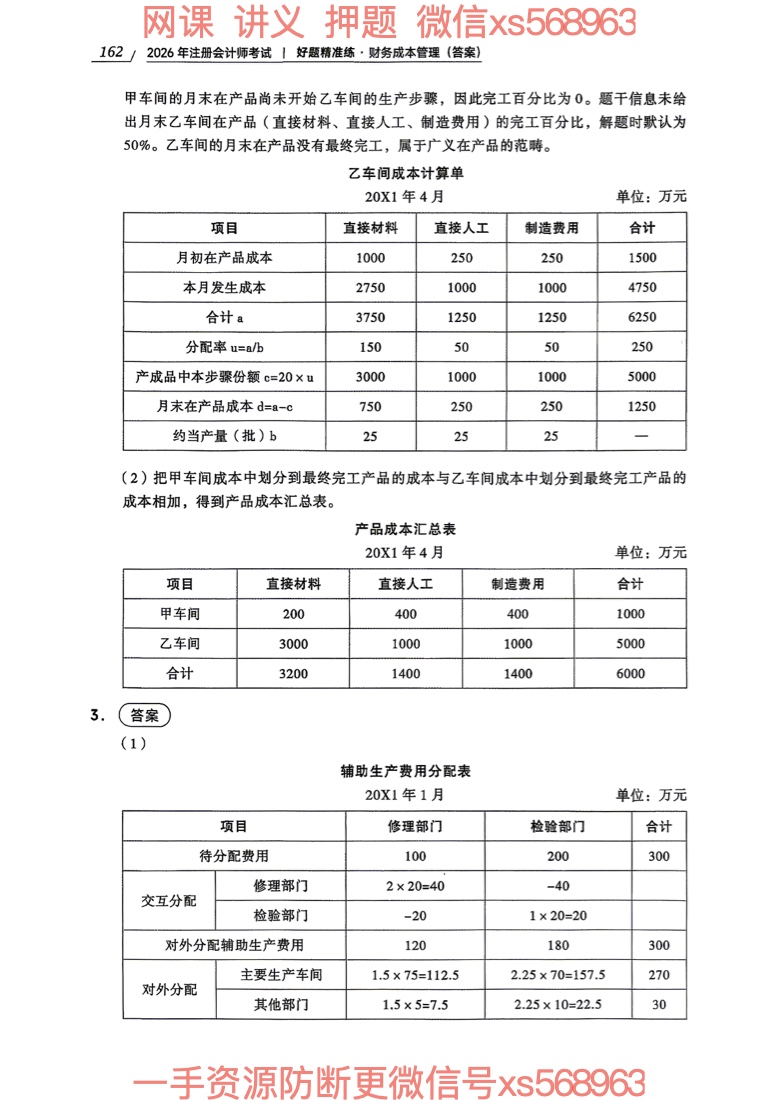 网课 讲义 押题 微信xs568963
162 / 2026年注册会计师考试 | 好题精准练·财务成本管理（答案）
甲车间的月末在产品尚未开始乙车间的生产步骤，因此完工百分比为0。题干信息未给
出月末乙车间在产品（直接材料、直接人工、制造费用）的完工百分比，解题时默认为
50%。乙车间的月末在产品没有最终完工，属于广义在产品的范畴。
乙车间成本计算单
20X1年4月 单位：万元
项目 直接材料 直接人工 制造费用 合计
月初在产品成本 1000 250 250 1500
本月发生成本 2750 1000 1000 4750
合计a 3750 1250 1250 6250
分配率u=a/b 150 50 50 250
产成品中本步骤份额c=20×u 3000 1000 1000 5000
月末在产品成本d=a-c 750 250 250 1250
约当产量（批）b 25 25 25 —
（2）把甲车间成本中划分到最终完工产品的成本与乙车间成本中划分到最终完工产品的
成本相加，得到产品成本汇总表。
产品成本汇总表
20X1年4月 单位：万元
项目 直接材料 直接人工 制造费用 合计
甲车间 200 400 400 1000
乙车间 3000 1000 1000 5000
合计 3200 1400 1400 6000
3. 答案
（1）
辅助生产费用分配表
20X1年1月 单位：万元
项目 修理部门 检验部门 合计
待分配费用 100 200 300
交互分配 修理部门 2×20=40 -40
检验部门 -20 1×20=20
对外分配辅助生产费用 120 180 300
对外分配 主要生产车间 1.5×75=112.5 2.25×70=157.5 270
其他部门 1.5×5=7.5 2.25×10=22.5 30
一手资源防断更微信号xs568963